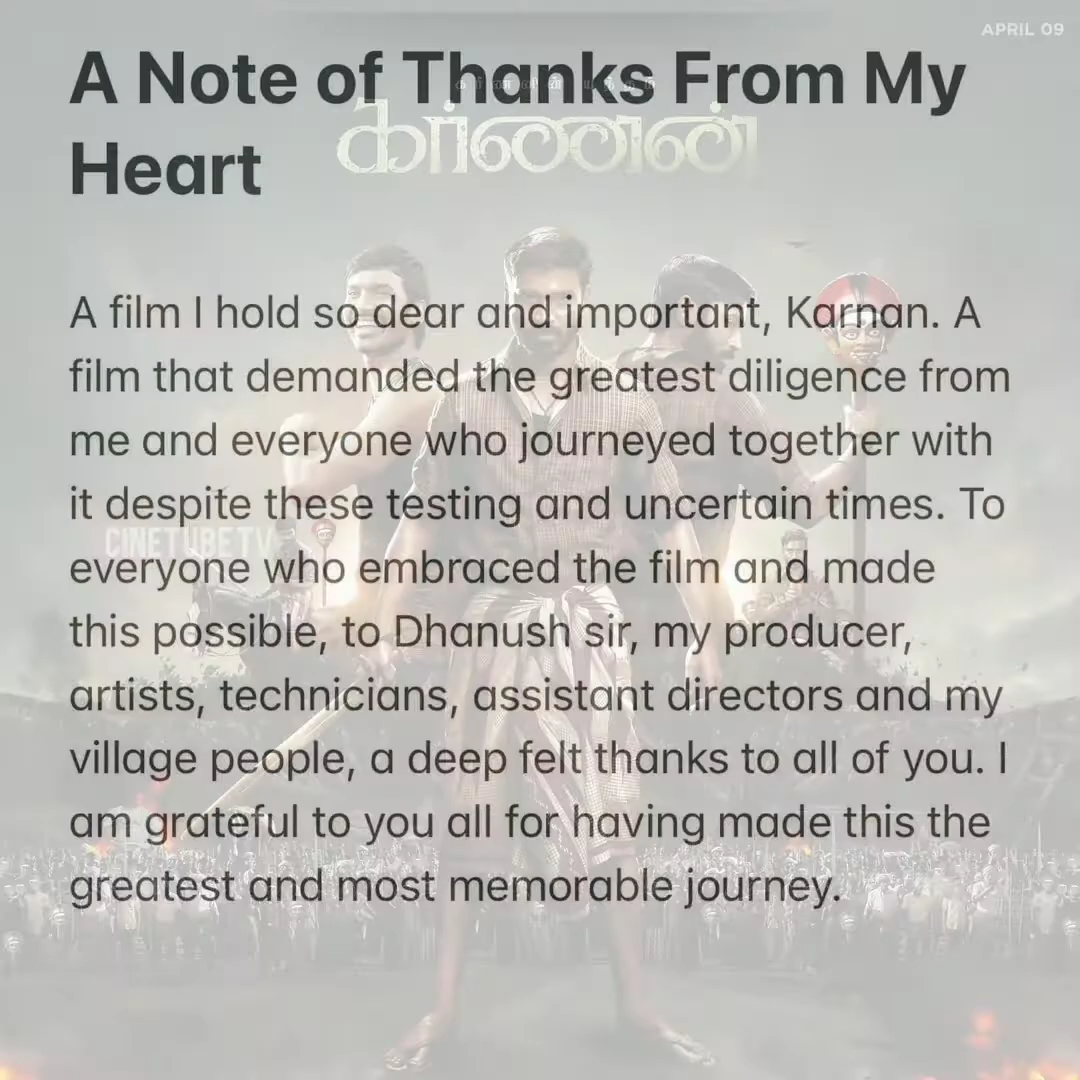 APRIL 09
A Note of Thanks From My
Heart
கர்ணன்
A film I hold so dear and important, Karnan. A
film that demanded the greatest diligence from
me and everyone who journeyed together with
it despite these testing and uncertain times. To
CINETUBETV
everyone who embraced the film and made
this possible, to Dhanush sir, my producer,
artists, technicians, assistant directors and my
village people, a deep felt thanks to all of you. I
am grateful to you all for having made this the
greatest and most memorable journey.